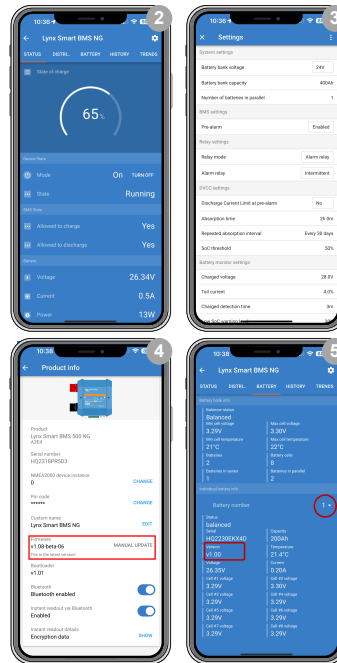 10:36
2
Lynx Smart BMS NG
STATUS DISTRI.. BATTERY HISTORY TRENDS
State of charge
65%
Device State
Mode On TURN OFF
State Running
BMS State
Allowed to charge Yes
Allowed to discharge Yes
Battery
Voltage 26.34V
Current 0.5A
Power 13W
10:36
3
Settings
System settings
Battery bank voltage 24V
Battery bank capacity 400Ah
Number of batteries in parallel 1
BMS settings
Pre-alarm Enabled
Relay settings
Relay mode Alarm relay
Alarm relay Intermittent
DVCC settings
Discharge Current Limit at pre-alarm No
Absorption time 2h 0m
Repeated absorption interval Every 30 days
SoC threshold 50%
Battery monitor settings
Charged voltage 28.0V
Tail current 4.0%
Charged detection time 3m
10:38
4
Product info
Product
Lynx Smart BMS 500 NG
A3E4
Serial number
HQ2318PR5D3
NMEA2000 device instance
0 CHANGE
Pin code
****** CHANGE
Custom name
Lynx Smart BMS NG EDIT
Firmware
v1.08-beta-06 MANUAL UPDATE
This is the latest version!
Bootloader
v1.01
Bluetooth
Bluetooth enabled
Instant readout via Bluetooth
Enabled
Instant readout details
Encryption data SHOW
10:38
5
Lynx Smart BMS NG
STATUS DISTRI.. BATTERY HISTORY TRENDS
Battery bank info
Balancer status
Balanced
Min cell voltage Max cell voltage
3.29V 3.30V
Min cell temperature Max cell temperature
21°C 22°C
Batteries Battery cells
2 8
Batteries in series Batteries in parallel
1 2
Individual battery info
Battery number 1
Status
balanced
Serial Capacity
HQ2230EKX4D 200Ah
Version Temperature
v1.0D 21.4°C
Voltage Current
26.35V 0.20A
Cell #1 voltage Cell #2 voltage
3.29V 3.30V
Cell #3 voltage Cell #4 voltage
3.29V 3.29V
Cell #5 voltage Cell #6 voltage
3.29V 3.29V
Cell #7 voltage Cell #8 voltage
3.29V 3.29V